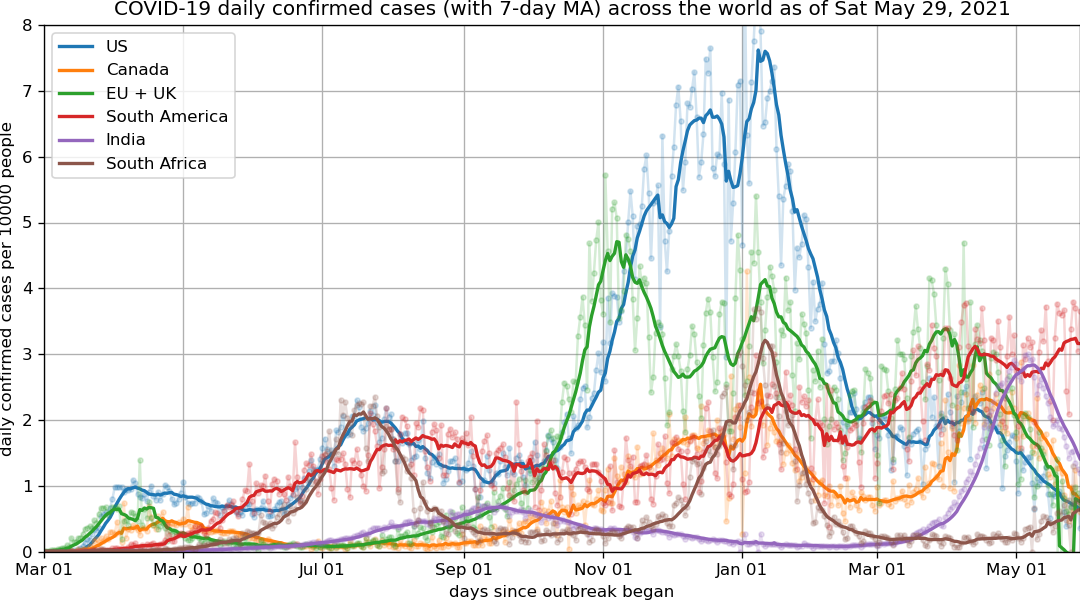 COVID-19 daily confirmed cases (with 7-day MA) across the world as of Sat May 29, 2021
8
7
6
5
4
3
2
1
0
daily confirmed cases per 10000 people
US
Canada
EU + UK
South America
India
South Africa
Mar 01 May 01 Jul 01 Sep 01 Nov 01 Jan 01 Mar 01 May 01
days since outbreak began